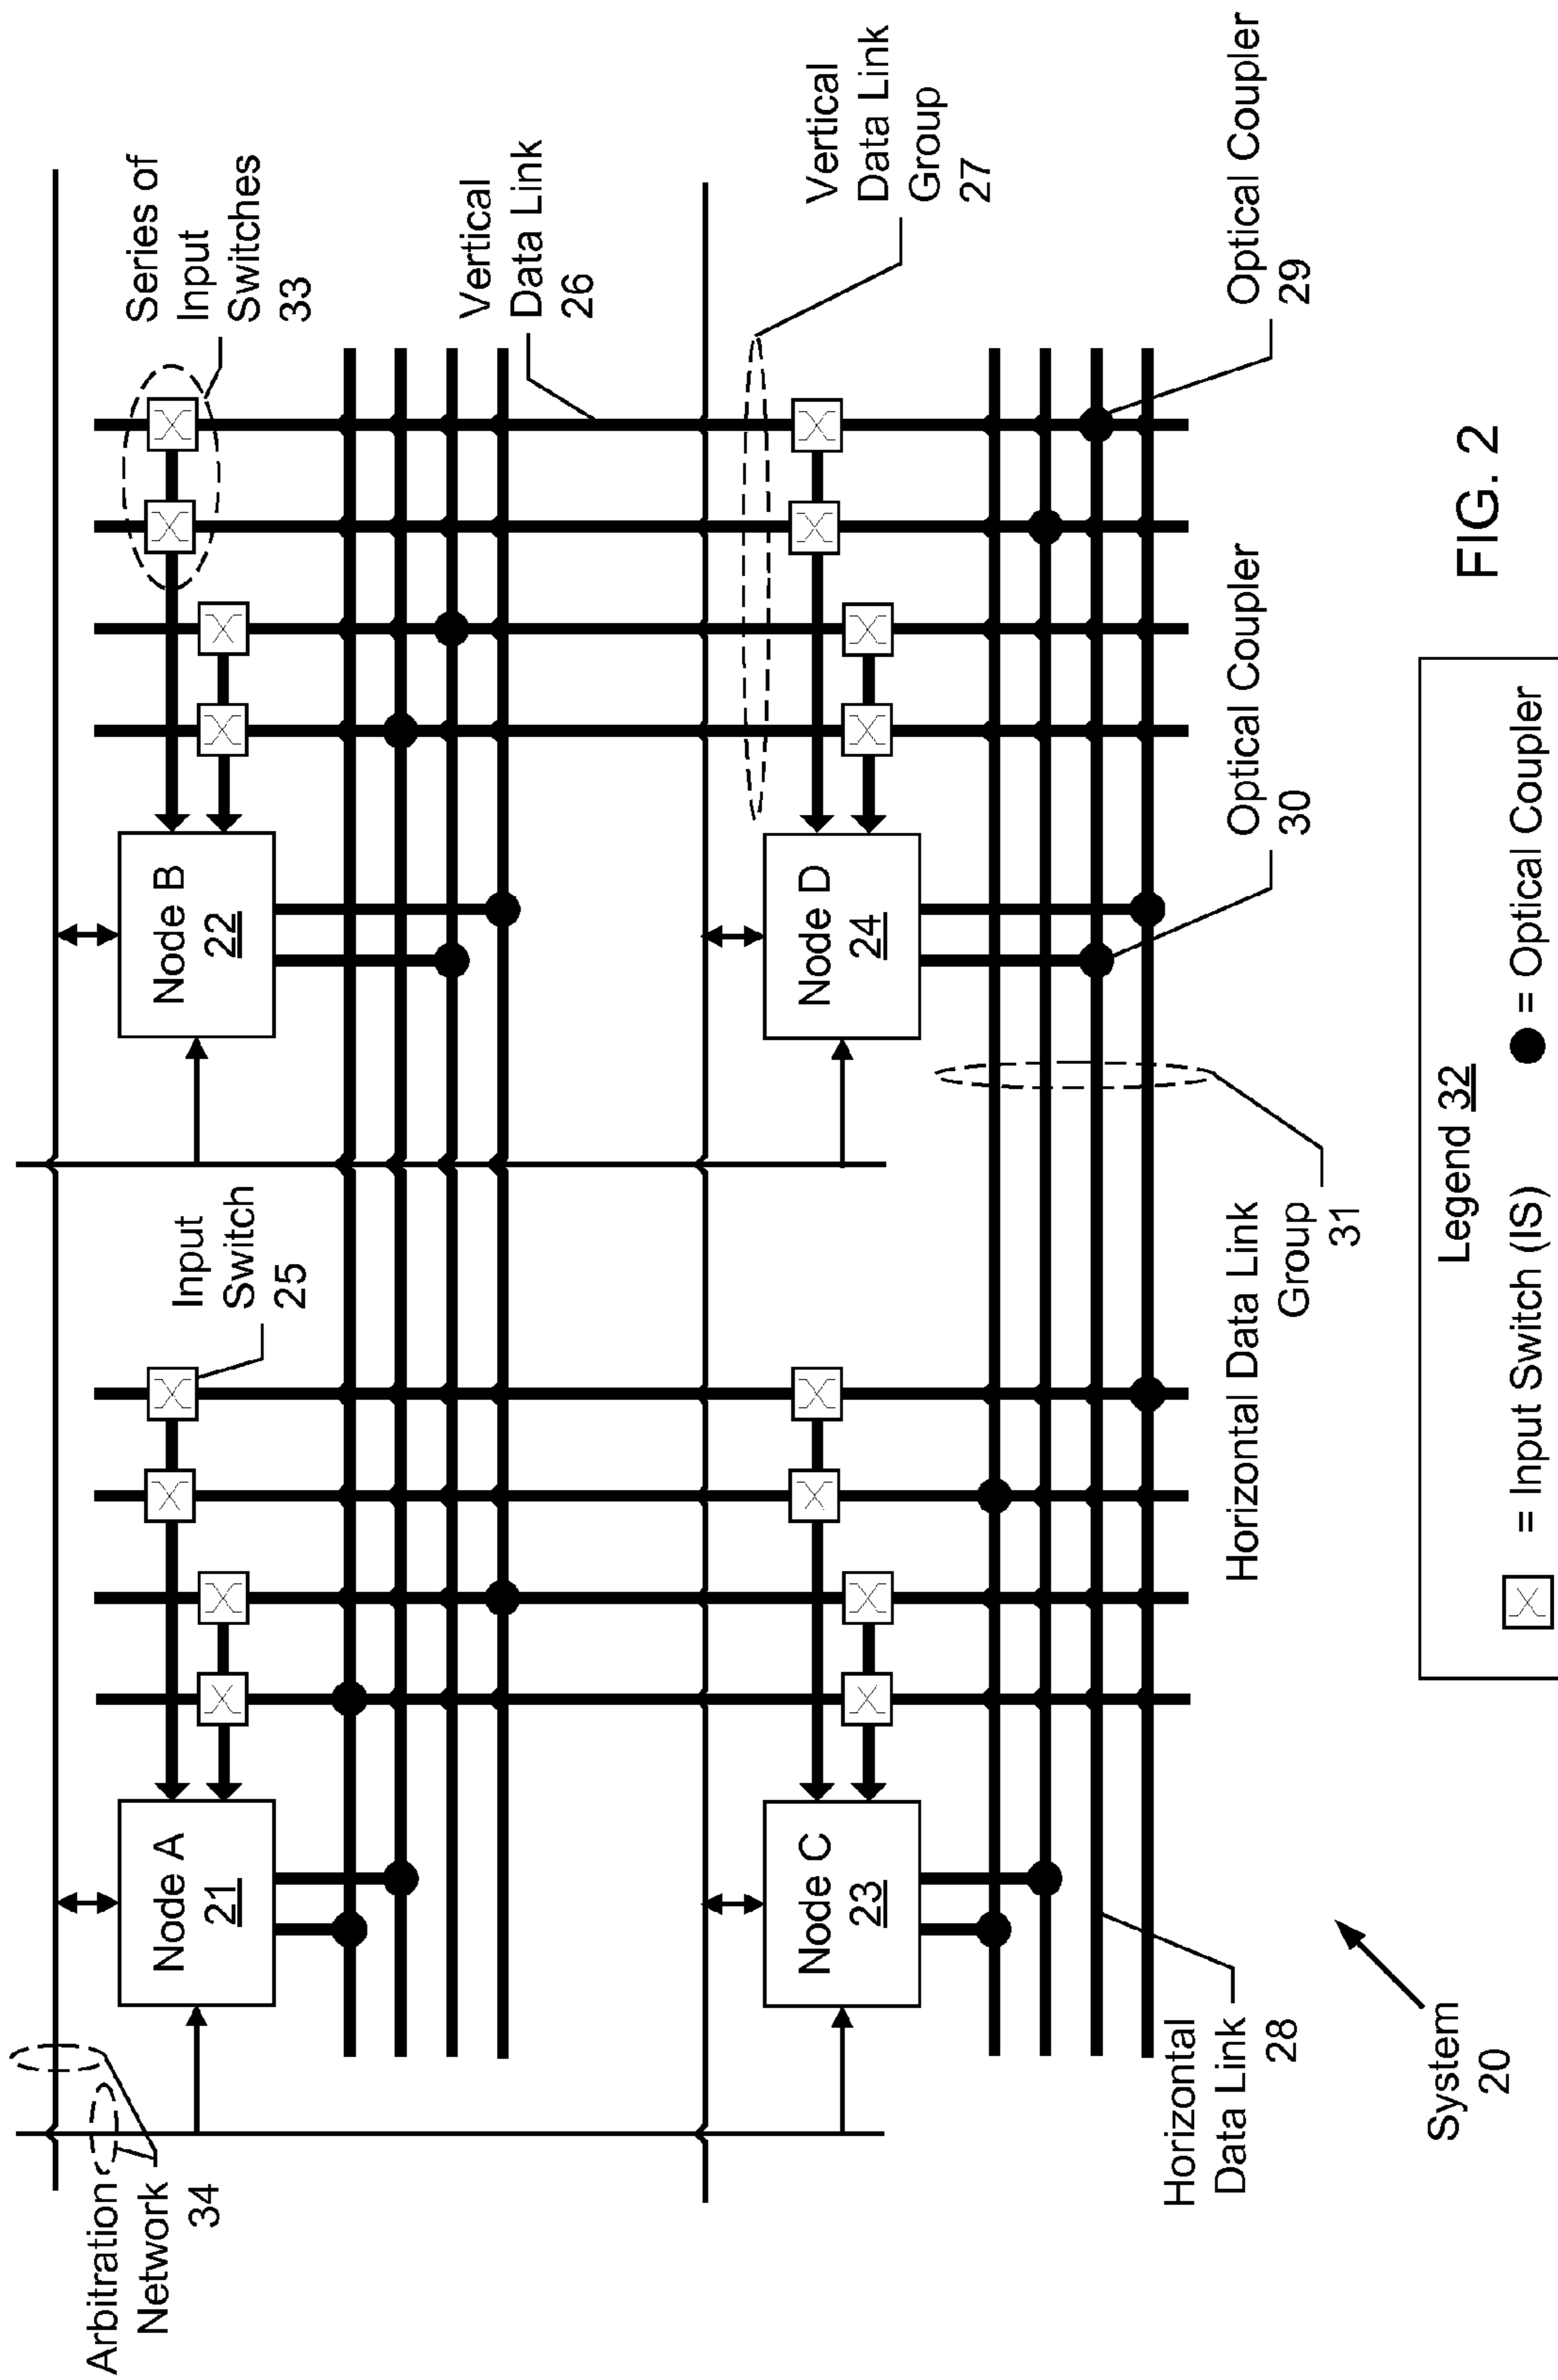 Arbitration
Network
34
Node A
21
Input
Switch
25
Node B
22
Series of
Input
Switches
33
Vertical
Data Link
26
Node C
23
Node D
24
Vertical
Data Link
Group
27
Horizontal
Data Link
28
Horizontal Data Link
Group
31
Optical Coupler
30
Optical Coupler
29
System
20
Legend 32
= Input Switch (IS)
= Optical Coupler
FIG. 2